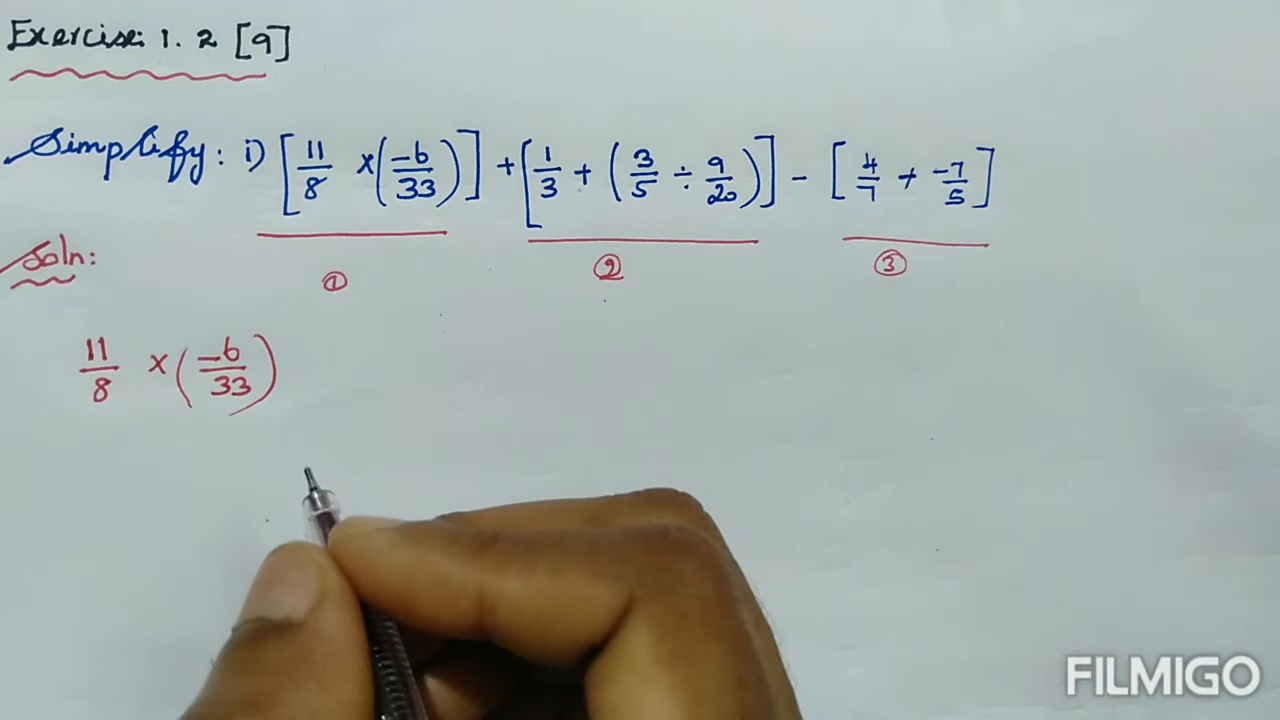 Exercise: 1.2 [9]
Simplify: i) [11/8 × (-6/33)] + [1/3 + (3/5 ÷ 9/20)] - [4/7 + -7/5]
Soln:
① ② ③
11/8 × (-6/33)
FILMIGO